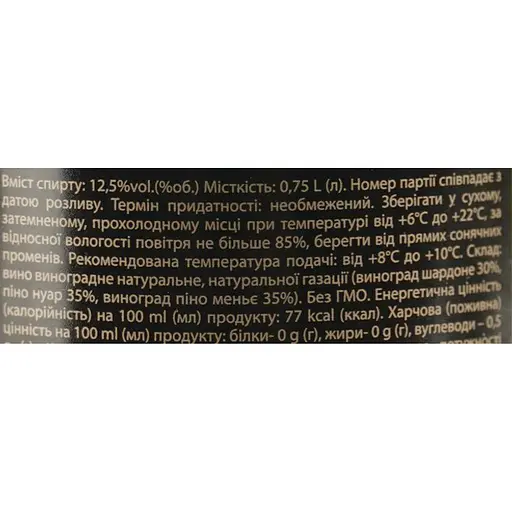 Вміст спирту: 12,5%vol.(%об.) Місткість: 0,75 L (л). Номер партії співпадає з
датою розливу. Термін придатності: необмежений. Зберігати у сухому,
затемненому, прохолодному місці при температурі від +6°С до +22°С, за
відносної вологості повітря не більше 85%, берегти від прямих сонячних
променів. Рекомендована температура подачі: від +8°С до +10°С. Склад:
вино виноградне натуральне, натуральної газації (виноград шардоне 30%,
піно нуар 35%, виноград піно меньє 35%). Без ГМО. Енергетична цінність
(калорійність) на 100 ml (мл) продукту: 77 kcal (ккал). Харчова (поживна)
цінність на 100 ml (мл) продукту: білки- 0 g (г), жири- 0 g (г), вуглеводи – 0,5